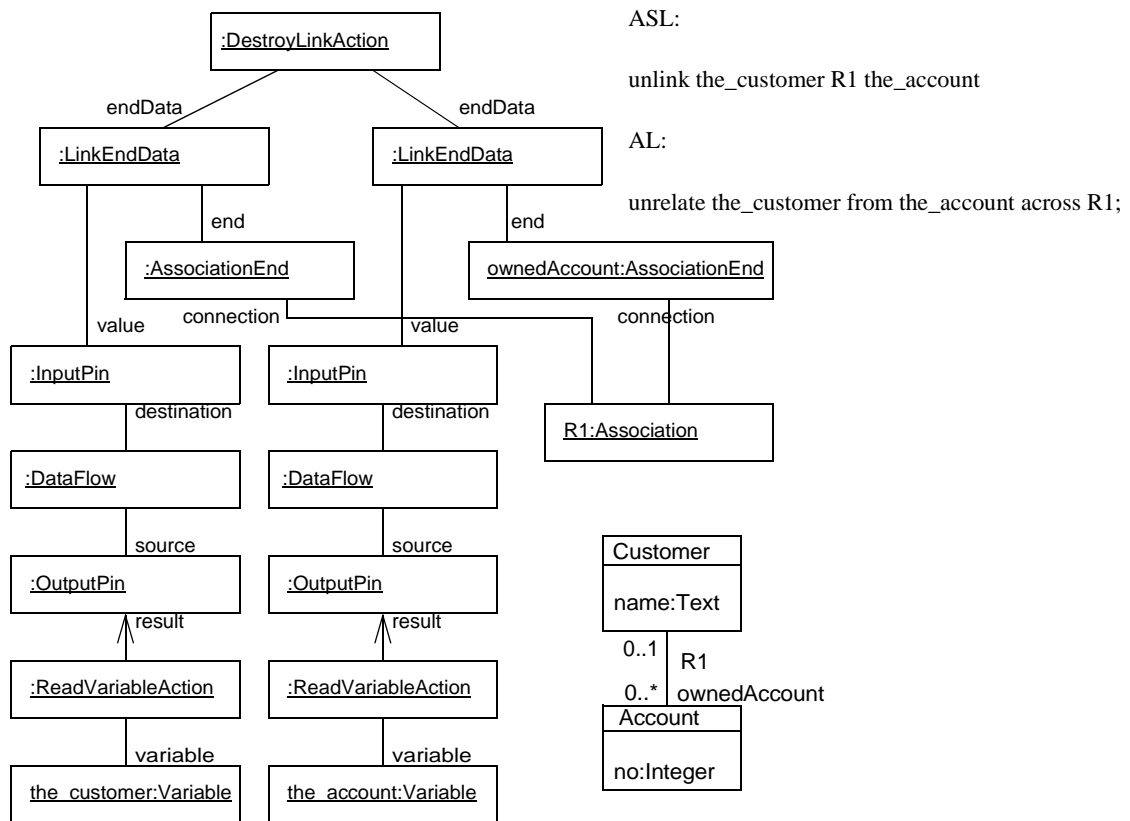 :DestroyLinkAction
ASL:
unlink the_customer R1 the_account
endData
endData
AL:
:LinkEndData
:LinkEndData
unrelate the_customer from the_account across R1;
end
end
:AssociationEnd
ownedAccount:AssociationEnd
value
connection
value
connection
:InputPin
:InputPin
destination
destination
R1:Association
:DataFlow
:DataFlow
source
source
:OutputPin
:OutputPin
result
result
:ReadVariableAction
:ReadVariableAction
variable
variable
the_customer:Variable
the_account:Variable
Customer
name:Text
0..1
R1
0..*
ownedAccount
Account
no:Integer